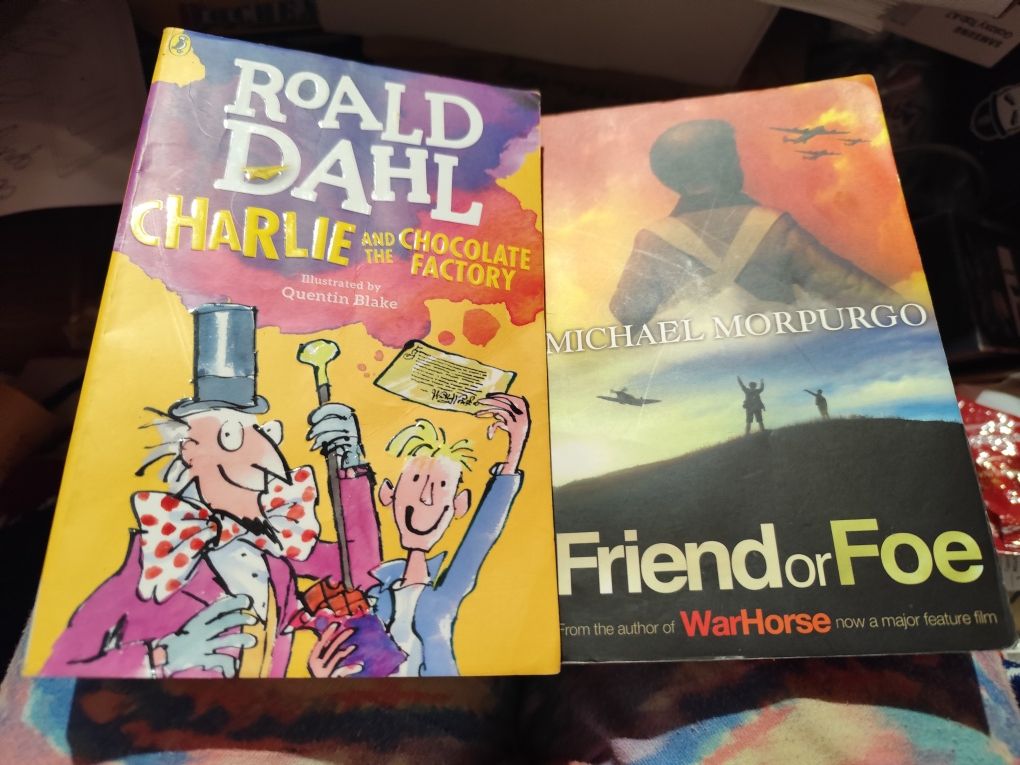 ROALD
DAHL
CHARLIE AND THE CHOCOLATE FACTORY
Illustrated by
Quentin Blake
MICHAEL MORPURGO
Friend or Foe
From the author of WarHorse now a major feature film
SAMSUNG